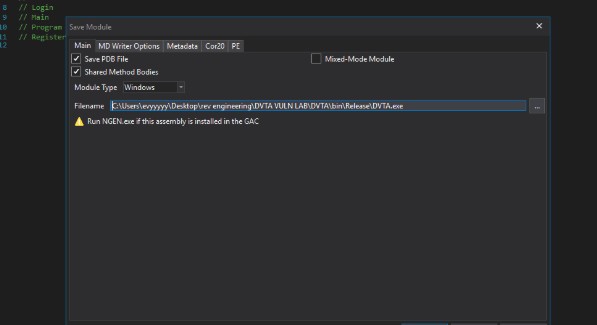 8 // Login
9 // Main
10 // Program
11 // Register
12
Save Module
Main MD Writer Options Metadata Cor20 PE
Save PDB File Mixed-Mode Module
Shared Method Bodies
Module Type Windows
Filename C:\Users\evyyyyy\Desktop\rev engineering\DVTA VULN LAB\DVTA\bin\Release\DVTA.exe ...
Run NGEN.exe if this assembly is installed in the GAC